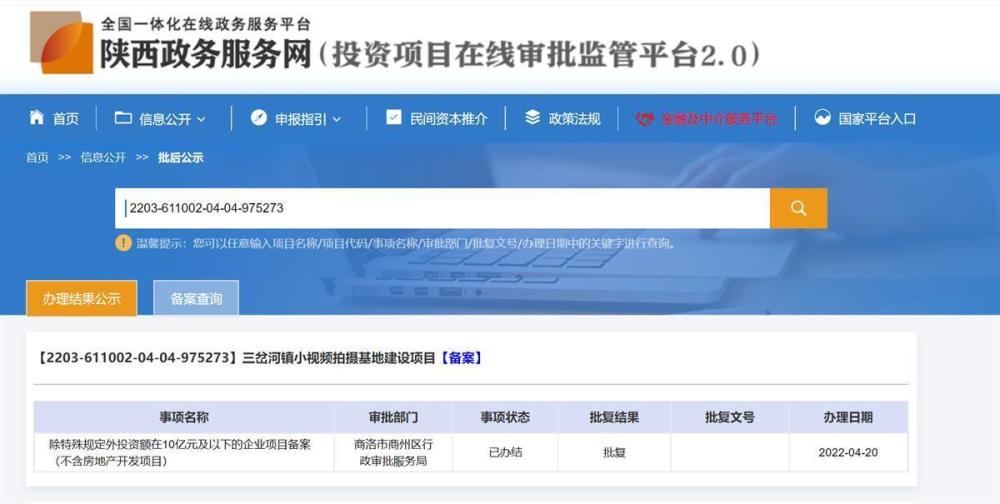 全国一体化在线政务服务平台
陕西政务服务网(投资项目在线审批监管平台2.0)
首页 信息公开 申报指引 民间资本推介 政策法规 金融及中介服务平台 国家平台入口
首页 >> 信息公开 >> 批后公示
2203-611002-04-04-975273
温馨提示：您可以任意输入项目名称/项目代码/事项名称/审批部门/批复文号/办理日期中的关键字进行查询。
办理结果公示 备案查询
【2203-611002-04-04-975273】三岔河镇小视频拍摄基地建设项目【备案】
事项名称 审批部门 事项状态 批复结果 批复文号 办理日期
除特殊规定外投资额在10亿元及以下的企业项目备案
（不含房地产开发项目）
商洛市商州区行
政审批服务局
已办结
批复
2022-04-20